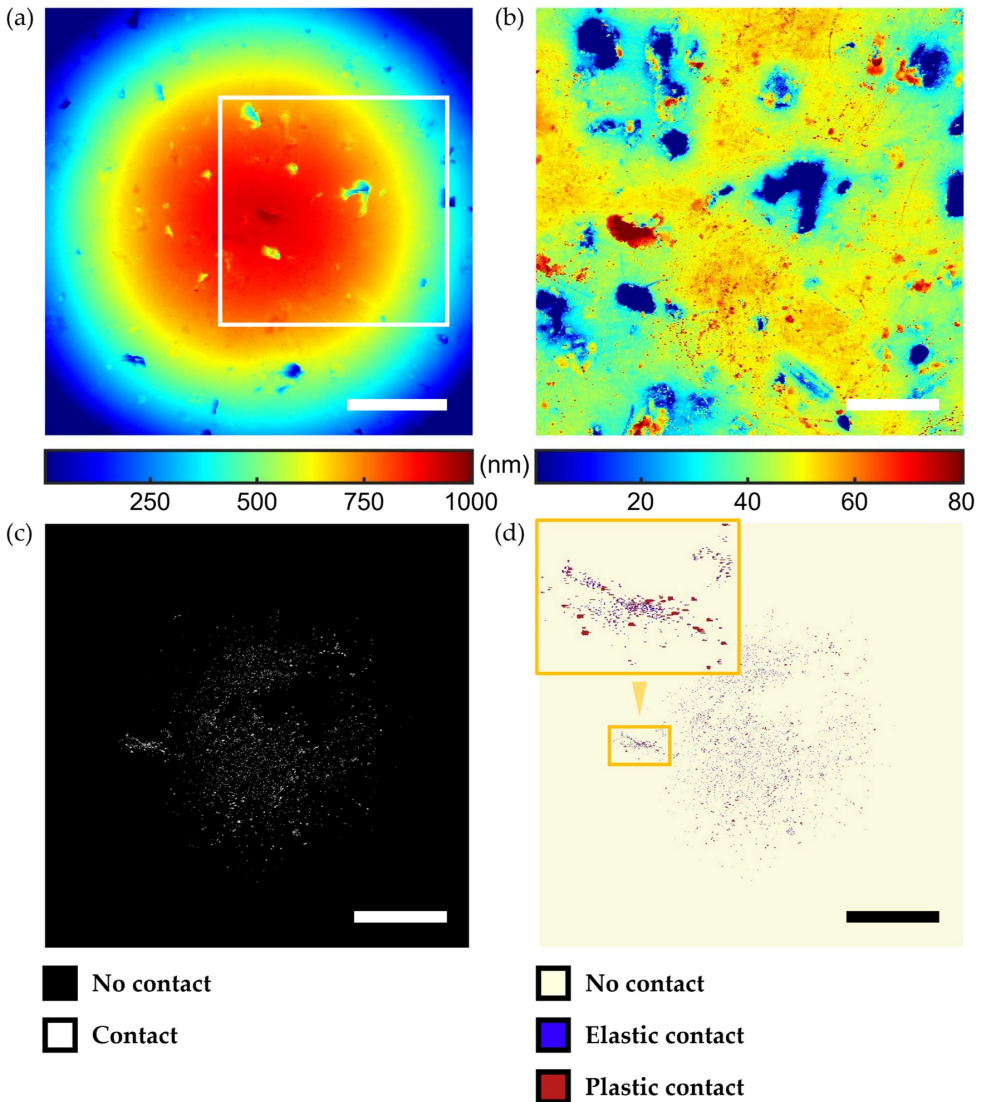 (a)
(b)
250 500 750 1000
(nm)
20 40 60 80
(c)
(d)
No contact
Contact
No contact
Elastic contact
Plastic contact